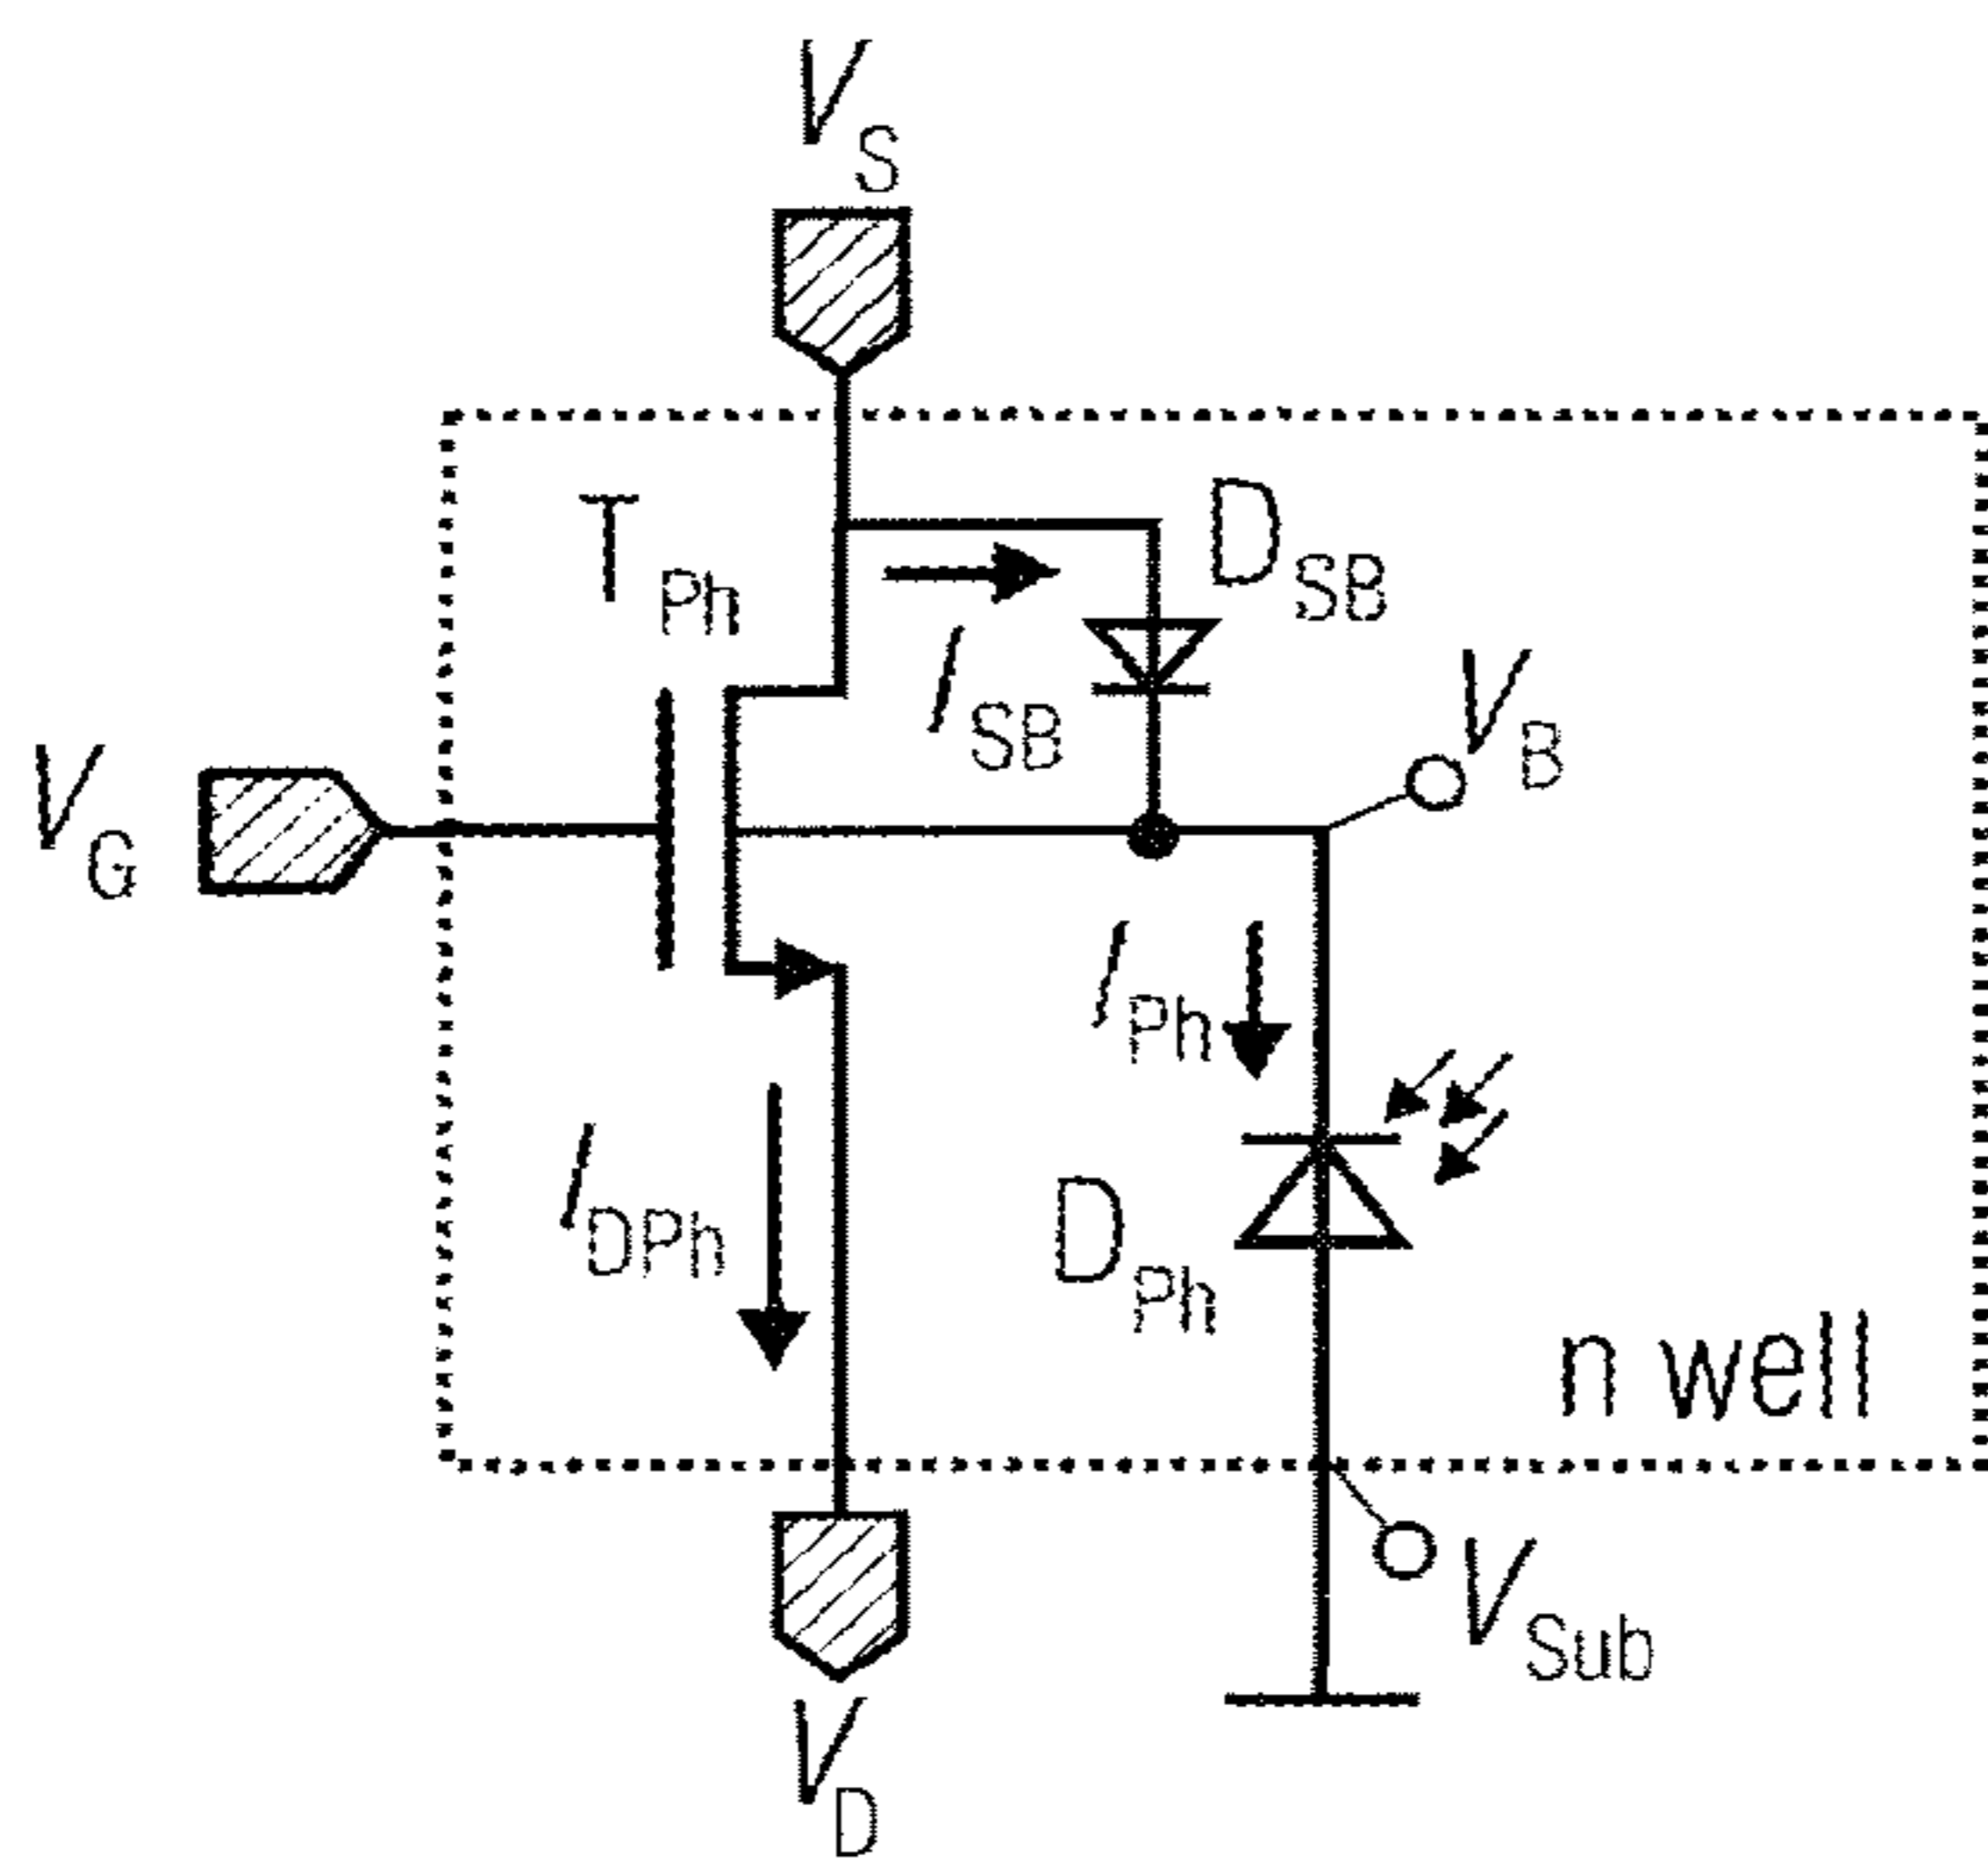 V_S
T_Ph
D_SB
I_SB
V_B
V_G
I_Ph
I_DPh
D_Ph
n well
V_Sub
V_D